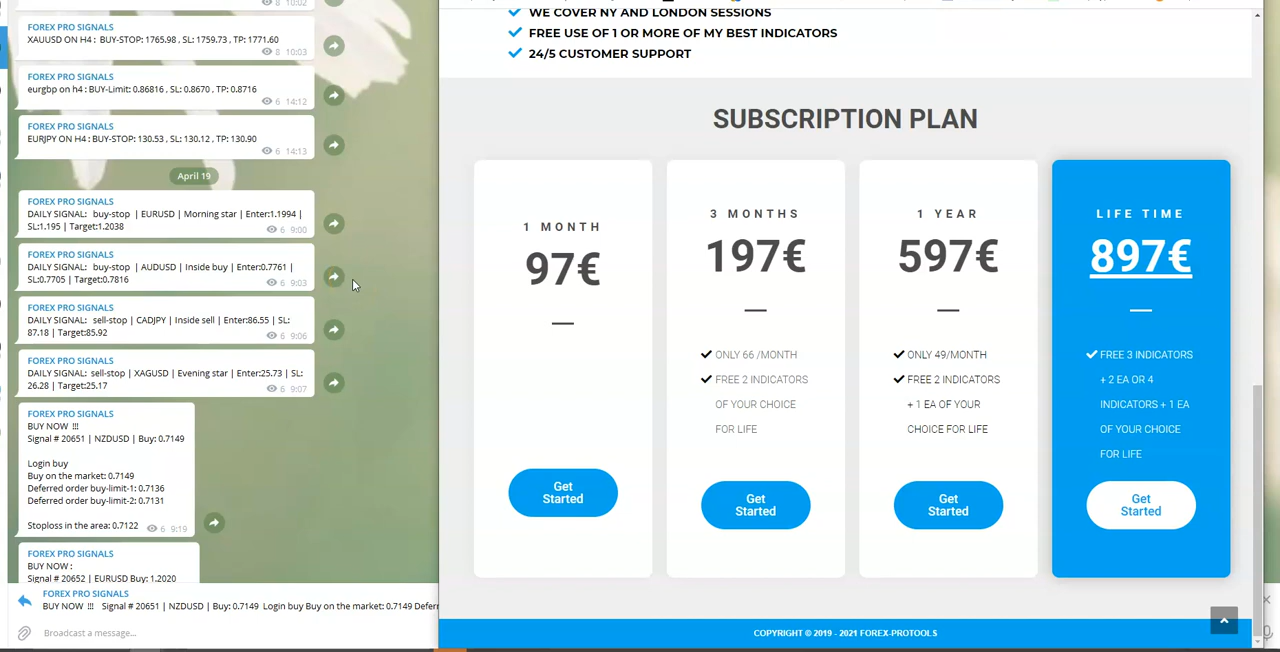 8 10:02
FOREX PRO SIGNALS
XAUUSD ON H4 : BUY-STOP: 1765.98 , SL: 1759.73 , TP: 1771.60
8 10:03
FOREX PRO SIGNALS
eurgbp on h4 : BUY-Limit: 0.86816 , SL: 0.8670 , TP: 0.8716
6 14:12
FOREX PRO SIGNALS
EURJPY ON H4 : BUY-STOP: 130.53 , SL: 130.12 , TP: 130.90
6 14:13
April 19
FOREX PRO SIGNALS
DAILY SIGNAL: buy-stop | EURUSD | Morning star | Enter:1.1994 |
SL:1.195 | Target:1.2038
6 9:00
FOREX PRO SIGNALS
DAILY SIGNAL: buy-stop | AUDUSD | Inside buy | Enter:0.7761 |
SL:0.7705 | Target:0.7816
6 9:03
FOREX PRO SIGNALS
DAILY SIGNAL: sell-stop | CADJPY | Inside sell | Enter:86.55 | SL:
87.18 | Target:85.92
6 9:06
FOREX PRO SIGNALS
DAILY SIGNAL: sell-stop | XAGUSD | Evening star | Enter:25.73 | SL:
26.28 | Target:25.17
6 9:07
FOREX PRO SIGNALS
BUY NOW !!!
Signal # 20651 | NZDUSD | Buy: 0.7149
Login buy
Buy on the market: 0.7149
Deferred order buy-limit-1: 0.7136
Deferred order buy-limit-2: 0.7131
Stoploss in the area: 0.7122
6 9:19
FOREX PRO SIGNALS
BUY NOW :
Signal # 20652 | EURUSD Buy: 1.2020
FOREX PRO SIGNALS
BUY NOW !!! Signal # 20651 | NZDUSD | Buy: 0.7149 Login buy Buy on the market: 0.7149 Deferr
Broadcast a message...
WE COVER NY AND LONDON SESSIONS
FREE USE OF 1 OR MORE OF MY BEST INDICATORS
24/5 CUSTOMER SUPPORT
SUBSCRIPTION PLAN
1 MONTH
97€
Get
Started
3 MONTHS
197€
ONLY 66 /MONTH
FREE 2 INDICATORS
OF YOUR CHOICE
FOR LIFE
Get
Started
1 YEAR
597€
ONLY 49/MONTH
FREE 2 INDICATORS
+ 1 EA OF YOUR
CHOICE FOR LIFE
Get
Started
LIFE TIME
897€
FREE 3 INDICATORS
+ 2 EA OR 4
INDICATORS + 1 EA
OF YOUR CHOICE
FOR LIFE
Get
Started
COPYRIGHT © 2019 - 2021 FOREX-PROTOOLS